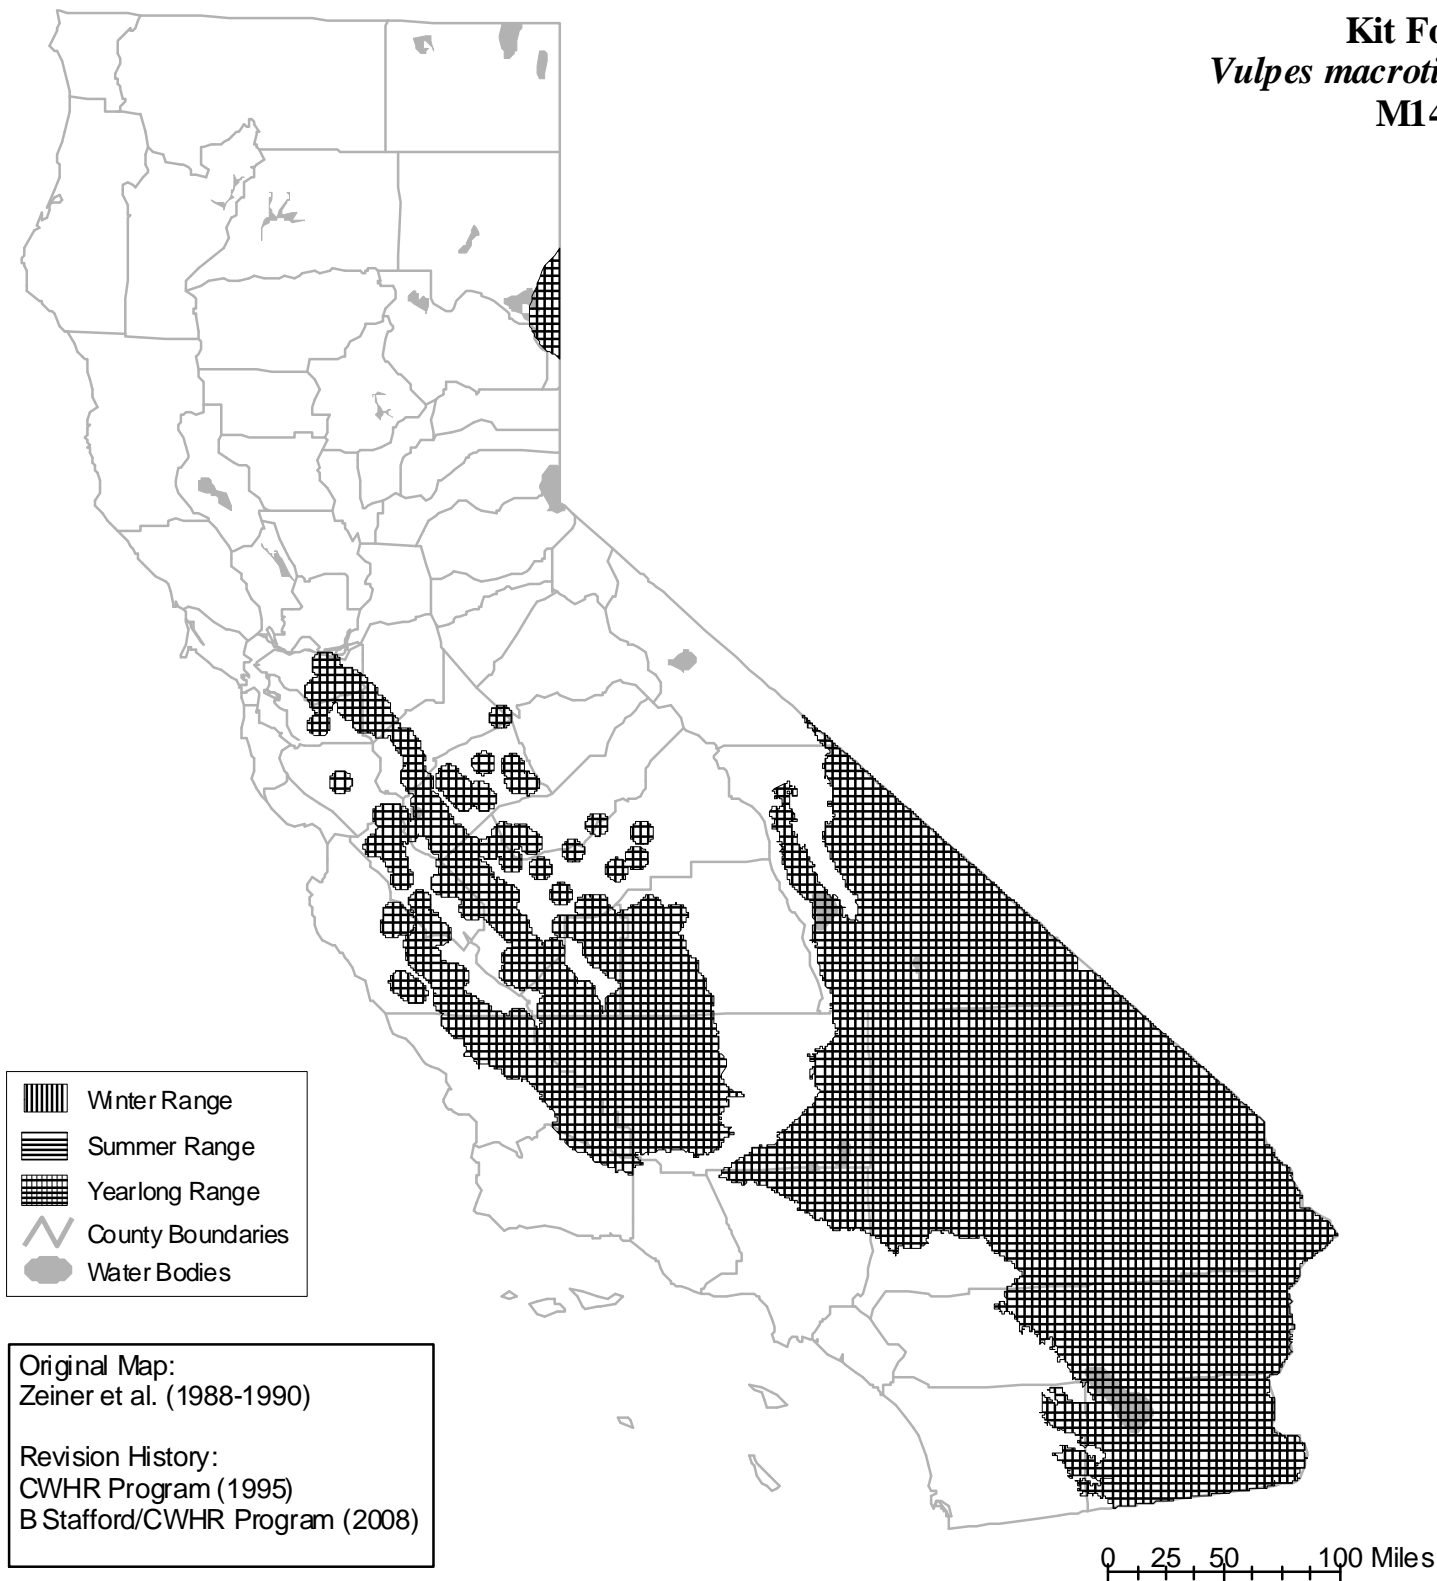 Kit Fo
Vulpes macroti
M14
Winter Range
Summer Range
Yearlong Range
County Boundaries
Water Bodies
Original Map:
Zeiner et al. (1988-1990)
Revision History:
CWHR Program (1995)
B Stafford/CWHR Program (2008)
0 25 50 100 Miles